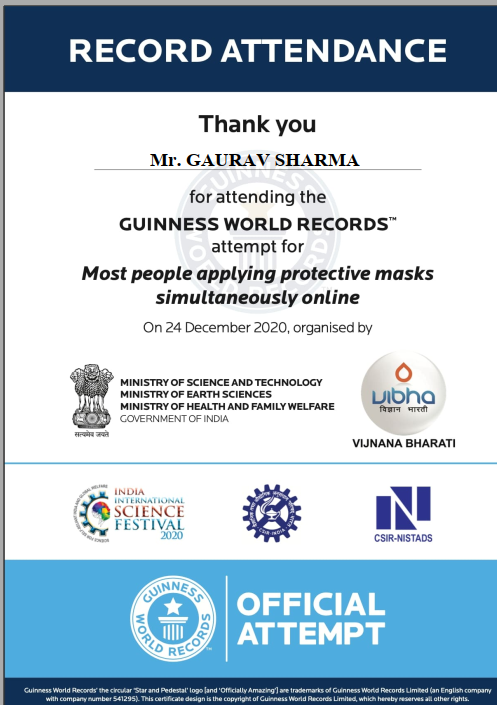 RECORD ATTENDANCE
Thank you
Mr. GAURAV SHARMA
for attending the
GUINNESS WORLD RECORDS™
attempt for
Most people applying protective masks
simultaneously online
On 24 December 2020, organised by
सत्यमेव जयते
MINISTRY OF SCIENCE AND TECHNOLOGY
MINISTRY OF EARTH SCIENCES
MINISTRY OF HEALTH AND FAMILY WELFARE
GOVERNMENT OF INDIA
vibha
विज्ञान भारती
VIJNANA BHARATI
INDIA
INTERNATIONAL
SCIENCE
FESTIVAL
2020
CSIR-INDIA
CSIR-NISTADS
GUINNESS
WORLD RECORDS
OFFICIAL
ATTEMPT
Guinness World Records' the circular 'Star and Pedestal' logo [and 'Officially Amazing'] are trademarks of Guinness World Records Limited (an English company
with company number 541295). This certificate design is the copyright of Guinness World Records Limited, which hereby reserves all other rights.